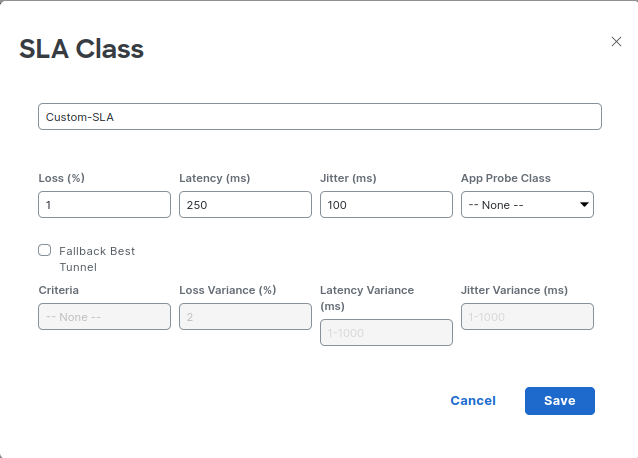 SLA Class
Custom-SLA
Loss (%)
Latency (ms)
Jitter (ms)
App Probe Class
1
250
100
-- None --
Fallback Best
Tunnel
Criteria
Loss Variance (%)
Latency Variance
(ms)
Jitter Variance (ms)
-- None --
2
1-1000
1-1000
Cancel
Save